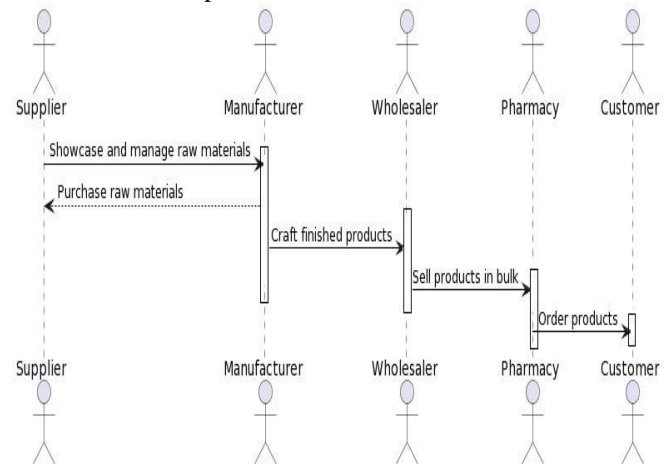 Supplier Manufacturer Wholesaler Pharmacy Customer
Showcase and manage raw materials
Purchase raw materials
Craft finished products
Sell products in bulk
Order products
Supplier Manufacturer Wholesaler Pharmacy Customer